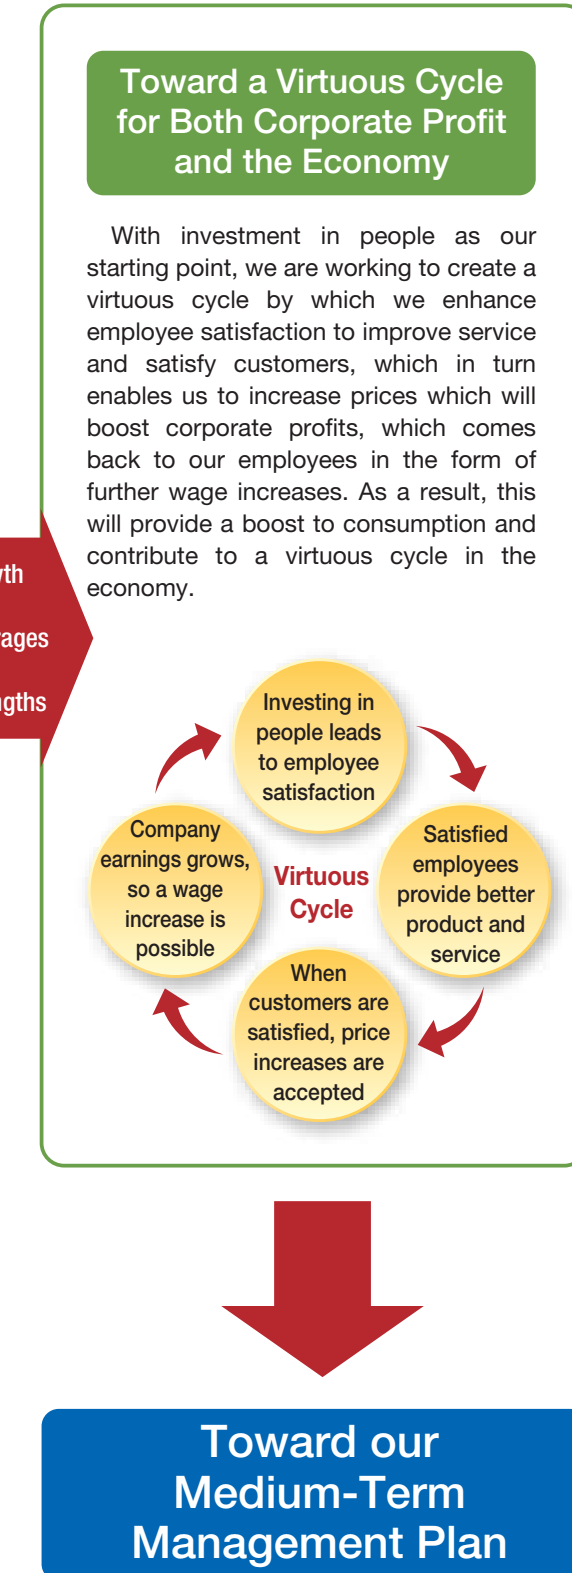 Toward a Virtuous Cycle
for Both Corporate Profit
and the Economy
With investment in people as our
starting point, we are working to create a
virtuous cycle by which we enhance
employee satisfaction to improve service
and satisfy customers, which in turn
enables us to increase prices which will
boost corporate profits, which comes
back to our employees in the form of
further wage increases. As a result, this
will provide a boost to consumption and
contribute to a virtuous cycle in the
economy.
Investing in
people leads
to employee
satisfaction
Satisfied
employees
provide better
product and
service
When
customers are
satisfied, price
increases are
accepted
Company
earnings grows,
so a wage
increase is
possible
Virtuous
Cycle
Toward our
Medium-Term
Management Plan